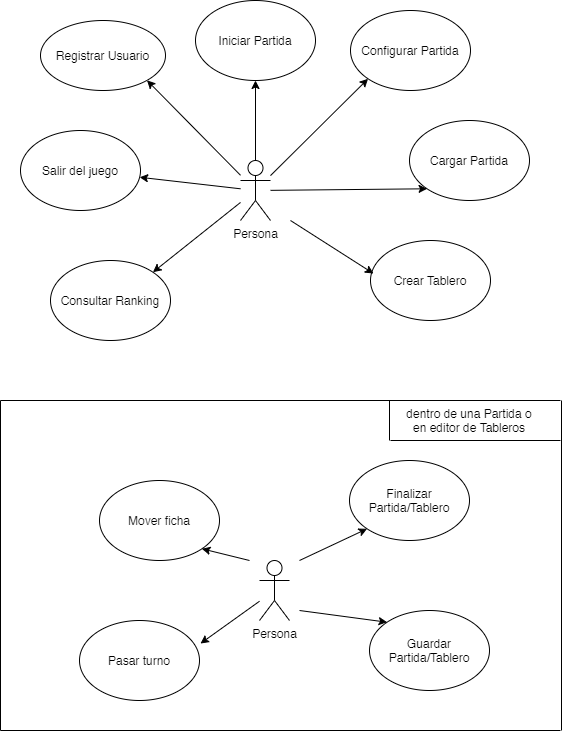 Iniciar Partida
Registrar Usuario
Configurar Partida
Cargar Partida
Salir del juego
Persona
Crear Tablero
Consultar Ranking
dentro de una Partida o
en editor de Tableros
Finalizar
Partida/Tablero
Mover ficha
Persona
Guardar
Partida/Tablero
Pasar turno